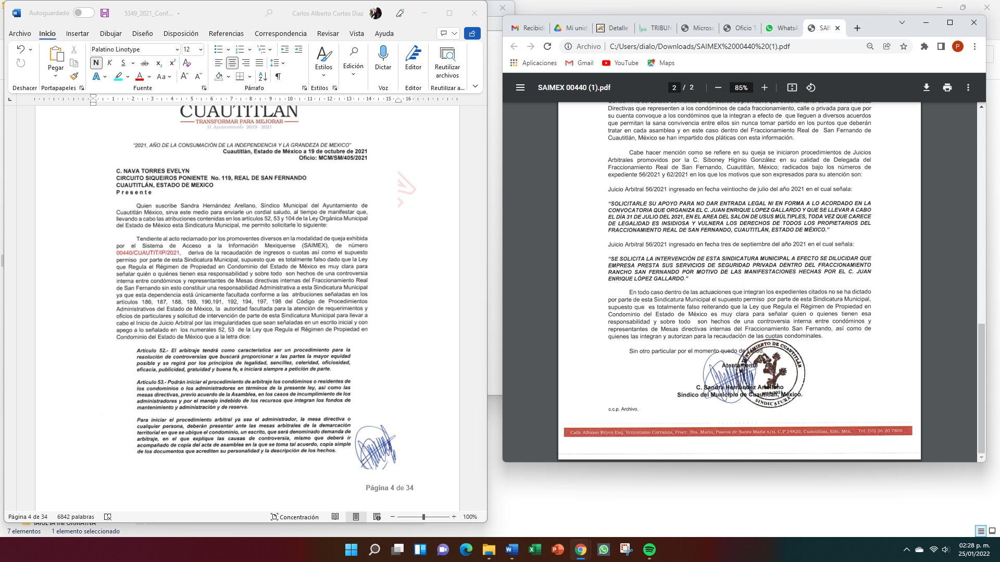 Autoguardado
5349_2021_Conf...
Carlos Alberto Cortes Diaz
Archivo Inicio Insertar Dibujar Diseño Disposición Referencias Correspondencia Revisar Vista Ayuda
Palatino Linotype 12
Pegar
N K S ab x₂ x²
Aa
Estilos
Edición
Dictar
Editor
Reutilizar archivos
Deshacer Portapapeles Fuente Párrafo Estilos Voz Editor Reutilizar a...
1 2 3 4 5 6 7 8 9 10 11 12 13 14 15 16
CUAUTITLÁN
TRANSFORMAR PARA MEJORAR
H. Ayuntamiento 2019 - 2021
"2021, AÑO DE LA CONSUMACIÓN DE LA INDEPENDENCIA Y LA GRANDEZA DE MEXICO"
Cuautitlán, Estado de México a 19 de octubre de 2021
Oficio: MCM/SM/405/2021
C. NAVA TORRES EVELYN
CIRCUITO SIQUEIROS PONIENTE No. 119, REAL DE SAN FERNANDO
CUAUTITLÁN, ESTADO DE MEXICO
P r e s e n t e
Quien suscribe Sandra Hernández Arellano, Síndico Municipal del Ayuntamiento de
Cuautitlán México, sirva este medio para enviarle un cordial saludo, al tiempo de manifestar que,
llevando a cabo las atribuciones contenidas en los artículos 52, 53 y 104 de la Ley Orgánica Municipal
del Estado de México esta Sindicatura Municipal, me permito solicitarle lo siguiente:
Tendiente al acto reclamado por los promoventes diversos en la modalidad de queja exhibida
por el Sistema de Acceso a la Información Mexiquense (SAIMEX), de número
00440/CUAUTIT/IP/2021, deriva de la recaudación de ingresos o cuotas así como el supuesto
permiso por parte de esta Sindicatura Municipal, supuesto que es totalmente falso dado que la Ley
que Regula el Régimen de Propiedad en Condominio del Estado de México es muy clara para
señalar quién o quiénes tienen esa responsabilidad y sobre todo son hechos de una controversia
interna entre condóminos y representantes de Mesas directivas internas del Fraccionamiento Real
de San Fernando sin esto constituir una responsabilidad Administrativa a esta Sindicatura Municipal
ya que esta dependencia está únicamente facultada conforme a las atribuciones señaladas en los
artículos 186, 187, 188, 189, 190,191, 192, 194, 197, 198 del Código de Procedimientos
Administrativos del Estado de México, la autoridad facultada para la atención de requerimientos y
oficios de particulares y solicitud de intervención de parte de esta Sindicatura Municipal para llevar a
cabo el Inicio de Juicio Arbitral por las irregularidades que sean señaladas en un escrito inicial y con
apego a lo señalado en los numerales 52, 53 de la Ley que Regula el Régimen de Propiedad en
Condominio del Estado de México que a la letra dice:
Artículo 52.- El arbitraje tendrá como característica ser un procedimiento para la
resolución de controversias que buscará proporcionar a las partes la mayor equidad
posible y se regirá por los principios de legalidad, sencillez, celeridad, oficiosidad,
eficacia, publicidad, gratuidad y buena fe, e iniciará siempre a petición de parte.
Artículo 53.- Podrán iniciar el procedimiento de arbitraje los condóminos o residentes de
los condominios o los administradores en términos de la presente ley, así como las
mesas directivas, previo acuerdo de la Asamblea, en los casos de incumplimiento de los
administradores y por el manejo indebido de los recursos que integran los fondos de
mantenimiento y administración y de reserva.
Para iniciar el procedimiento arbitral ya sea el administrador, la mesa directiva o
cualquier persona, deberán presentar ante las mesas arbitrales de la demarcación
territorial en que se ubique el condominio, un escrito, que será denominado demanda de
arbitraje, en el que explique las causas de controversia, mismo que deberá ir
acompañado de copia del acta de asamblea en la que se toma tal acuerdo, copia simple
de los documentos que acrediten su personalidad y la descripción de los hechos.
Página 4 de 34
Página 4 de 34 6842 palabras
Concentración
100%
TARJETA INFORMATIVA
7 elementos 1 elemento seleccionado
Recibido Mi unid Detalle TRIBUN Microso Oficio T WhatsA SAI
Archivo C:/Users/dialo/Downloads/SAIMEX%2000440%20(1).pdf
P
Aplicaciones Gmail YouTube Maps
SAIMEX 00440 (1).pdf 2 / 2 85%
Condominio del Estado de México en las cuales se promueve que deberán tener conformadas Mesas
Directivas que representen a los condóminos de cada fraccionamiento, calle o privada para que por
su cuenta convoque a los condóminos que la integran a efecto de que lleguen a diversos acuerdos
que permitan la sana convivencia entre ellos sin nunca tomar partido en los puntos que deberán
tratar en cada asamblea y en este caso dentro del Fraccionamiento Real de San Fernando de
Cuautitlán, México se han impartido dos pláticas con esta información.
Cabe hacer mención como se refiere en su queja se iniciaron procedimientos de Juicios
Arbitrales promovidos por la C. Siboney Higinio González en su calidad de Delegada del
Fraccionamiento Real de San Fernando, Cuautitlán, México; radicados bajo los números de
expediente 56/2021 y 62/2021 en los que los motivos que son expresados para su atención son:
Juicio Arbitral 56/2021 ingresado en fecha veintiocho de julio del año 2021 en el cual señala:
"SOLICITARLE SU APOYO PARA NO DAR ENTRADA LEGAL NI EN FORMA A LO ACORDADO EN LA
CONVOCATORIA QUE ORGANIZA EL C. JUAN ENRIQUE LOPEZ GALLARDO Y QUE SE LLEVAR A CABO
EL DÍA 31 DE JULIO DEL 2021, EN EL AREA DEL SALON DE USUS MÚLTIPLES, TODA VEZ QUE CARECE
DE LEGALIDAD ES INSIDIOSA Y VULNERA LOS DERECHOS DE TODOS LOS PROPIETARIOS DEL
FRACCIONAMIENTO REAL DE SAN FERNANDO, CUAUTITLÁN, ESTADO DE MÉXICO."
Juicio Arbitral 56/2021 ingresado en fecha tres de septiembre del año 2021 en el cual señala:
"SE SOLICITA LA INTERVENCIÓN DE ESTA SINDICATURA MUNICIPAL A EFECTO SE DILUCIDAR QUE
EMPRESA PRESTA SUS SERVICIOS DE SEGURIDAD PRIVADA DENTRO DEL FRACCIONAMIENTO
RANCHO SAN FERNANDO POR MOTIVO DE LAS MANIFESTACIONES HECHAS POR EL C. JUAN
ENRIQUE LÓPEZ GALLARDO."
En todo caso dentro de las actuaciones que integran los expedientes citados no se ha dictado
por parte de esta Sindicatura Municipal el supuesto permiso por parte de esta Sindicatura Municipal,
supuesto que es totalmente falso reiterando que la Ley que Regula el Régimen de Propiedad en
Condominio del Estado de México es muy clara para señalar quien o quienes tienen esa
responsabilidad y sobre todo son hechos de una controversia interna entre condóminos y
representantes de Mesas directivas internas del Fraccionamiento San Fernando, así como de
quienes las integran y autorizan para la recaudación de las cuotas condominales.
Sin otro particular por el momento quedo de Usted.
Atentamente
C. Sandra Hernández Arellano
Síndico del Municipio de Cuautitlán, México.
AYUNTAMIENTO DE CUAUTITLÁN
2019-2021
SINDICATURA
c.c.p. Archivo.
Calle Alfonso Reyes Esq. Venustiano Carranza, Fracc. Sta. María, Paseos de Santa María s/n. C.P 54820, Cuautitlan, Edo. Mex. Tel: (55) 26 20 7800
02:28 p. m.
25/01/2022